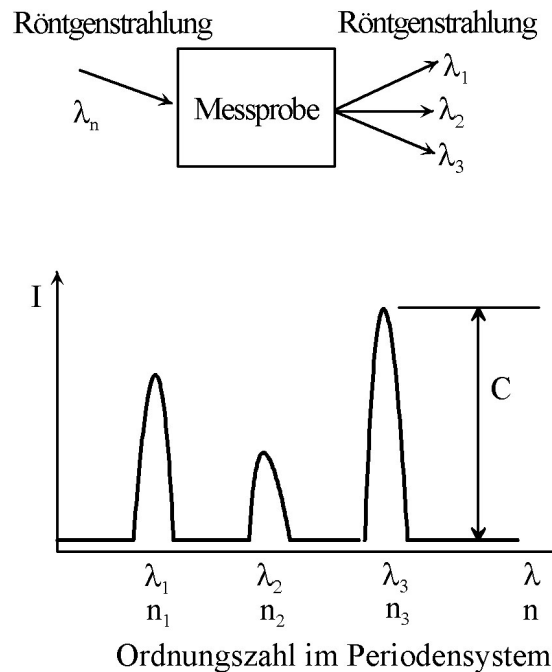 Röntgenstrahlung Röntgenstrahlung
λn Messprobe λ1
λ2
λ3
I
C
λ1 λ2 λ3 λ
n1 n2 n3 n
Ordnungszahl im Periodensystem